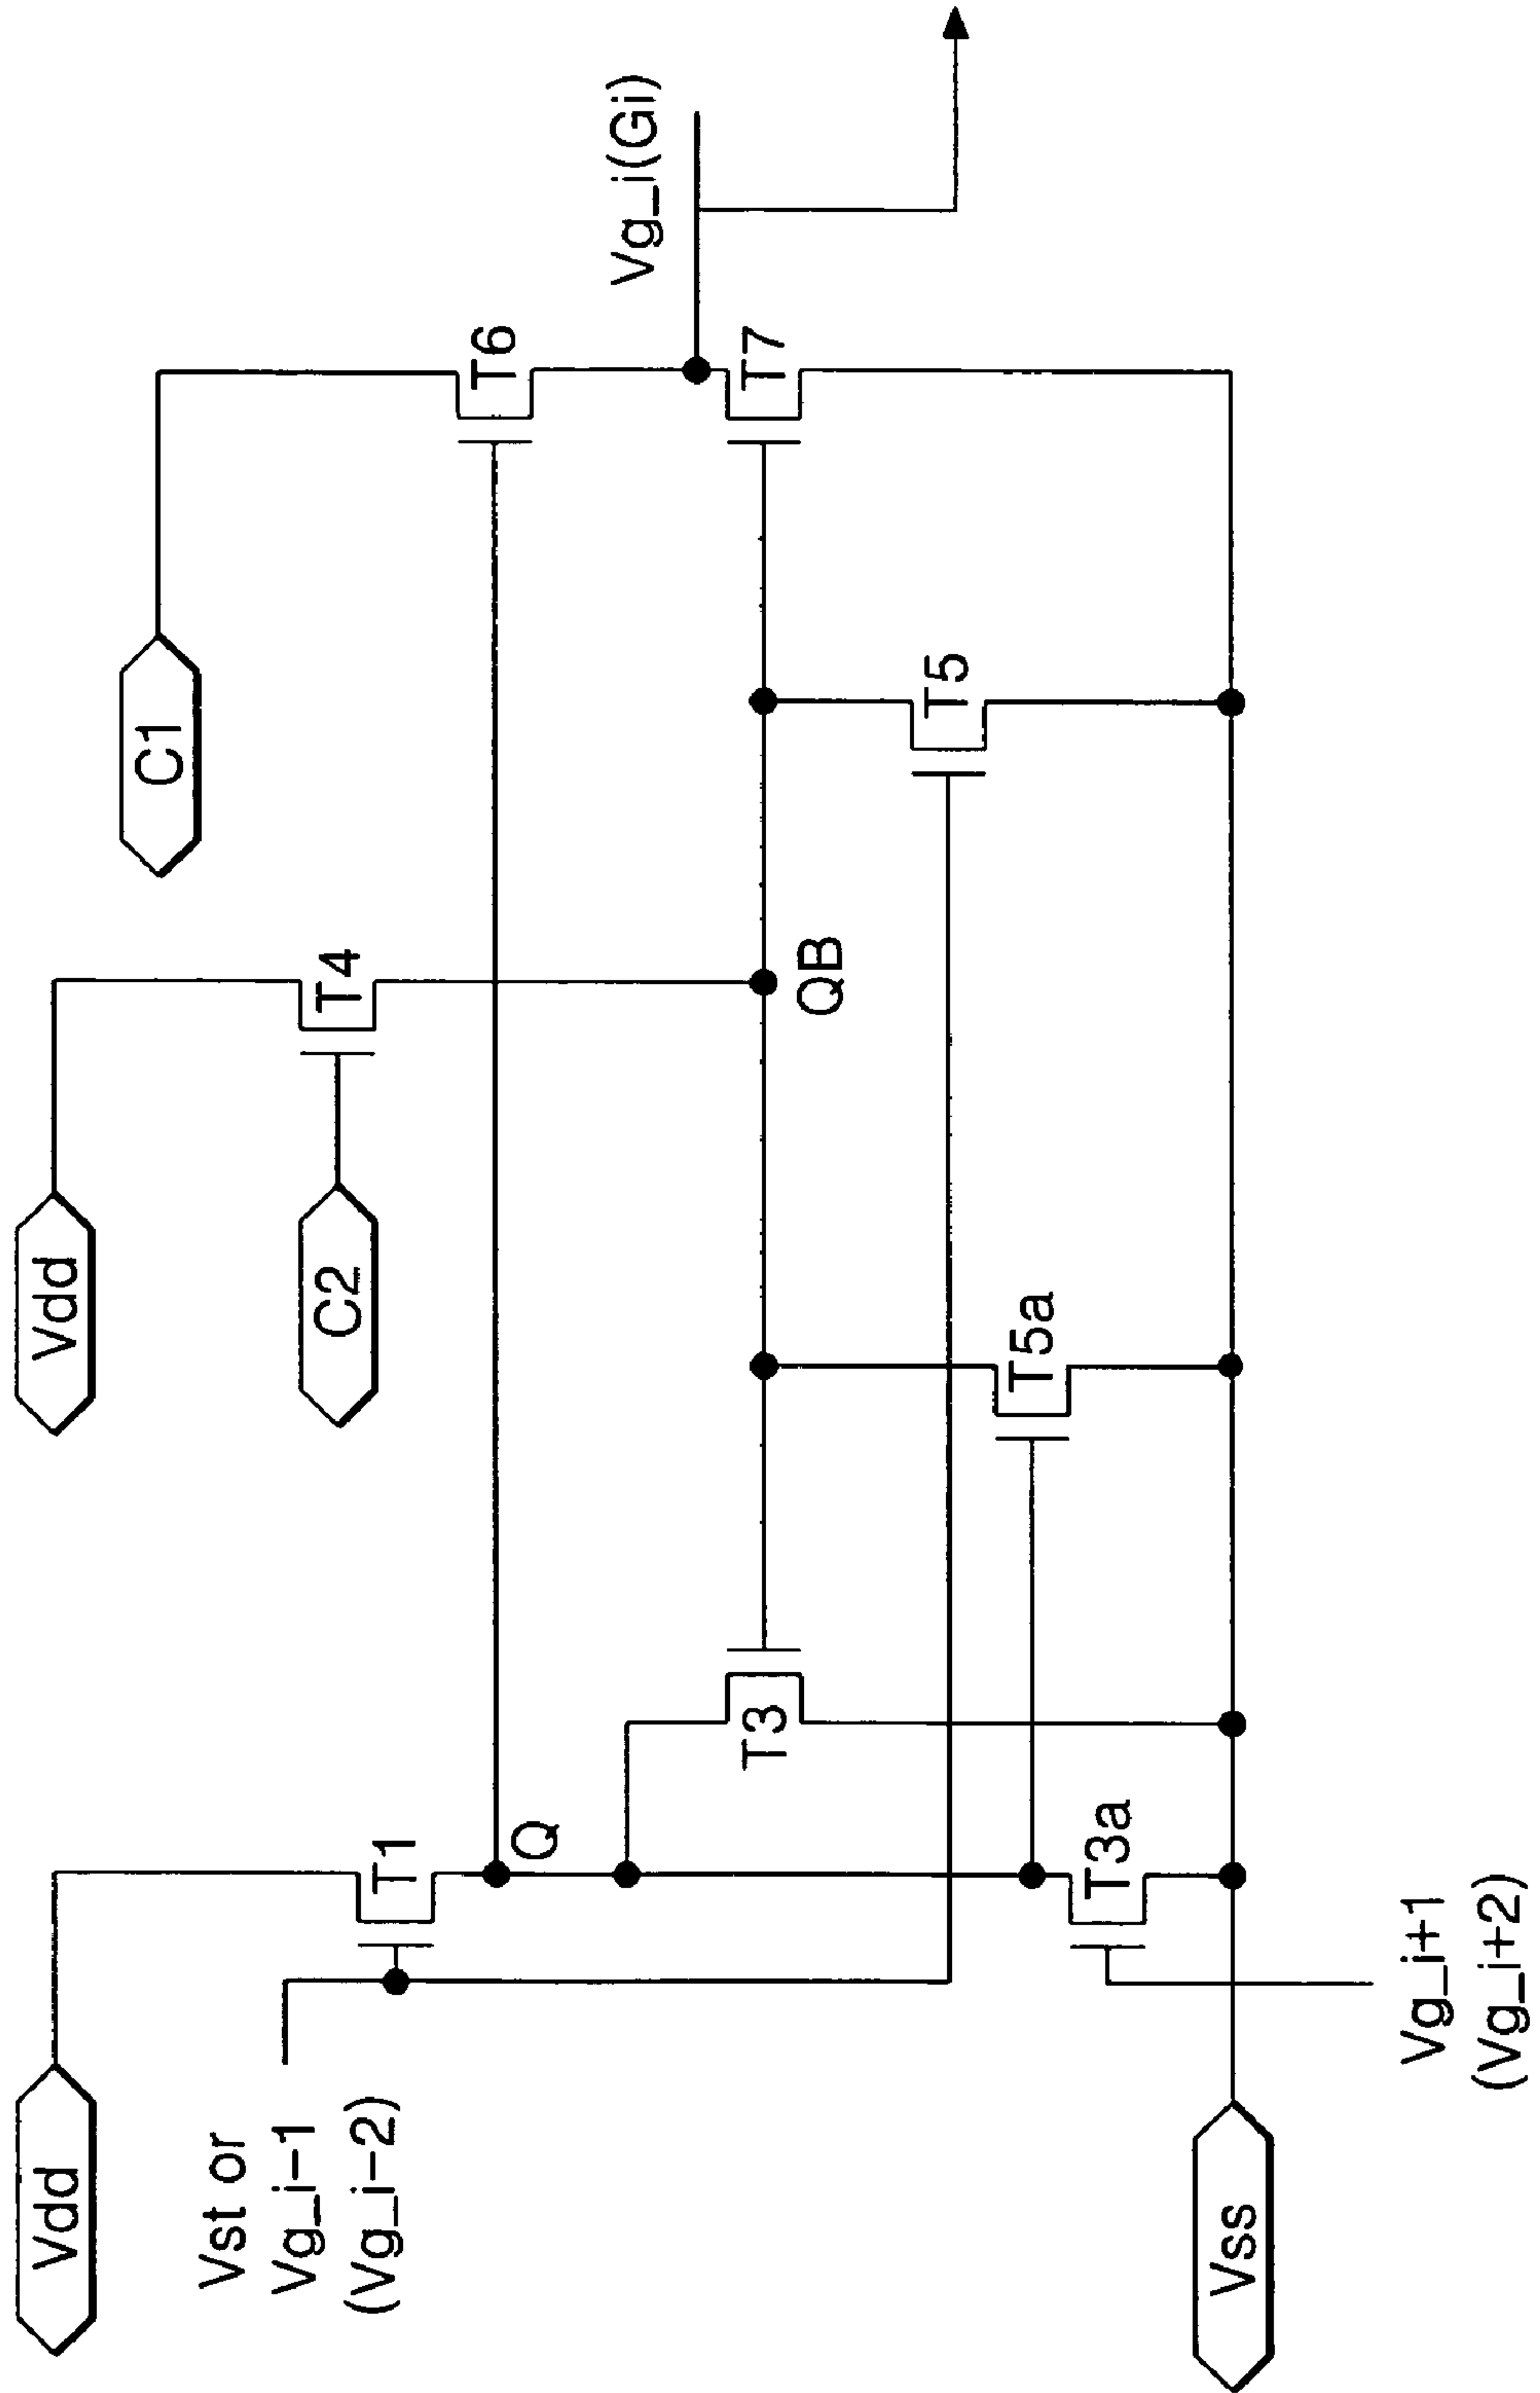 Vdd
Vdd
C1
C2
T4
T6
Vst or
Vg_i-1
(Vg_i-2)
T1
Q
Vg_i(Gi)
T3
QB
T7
T5
T5a
T3a
Vss
Vg_i+1
(Vg_i+2)